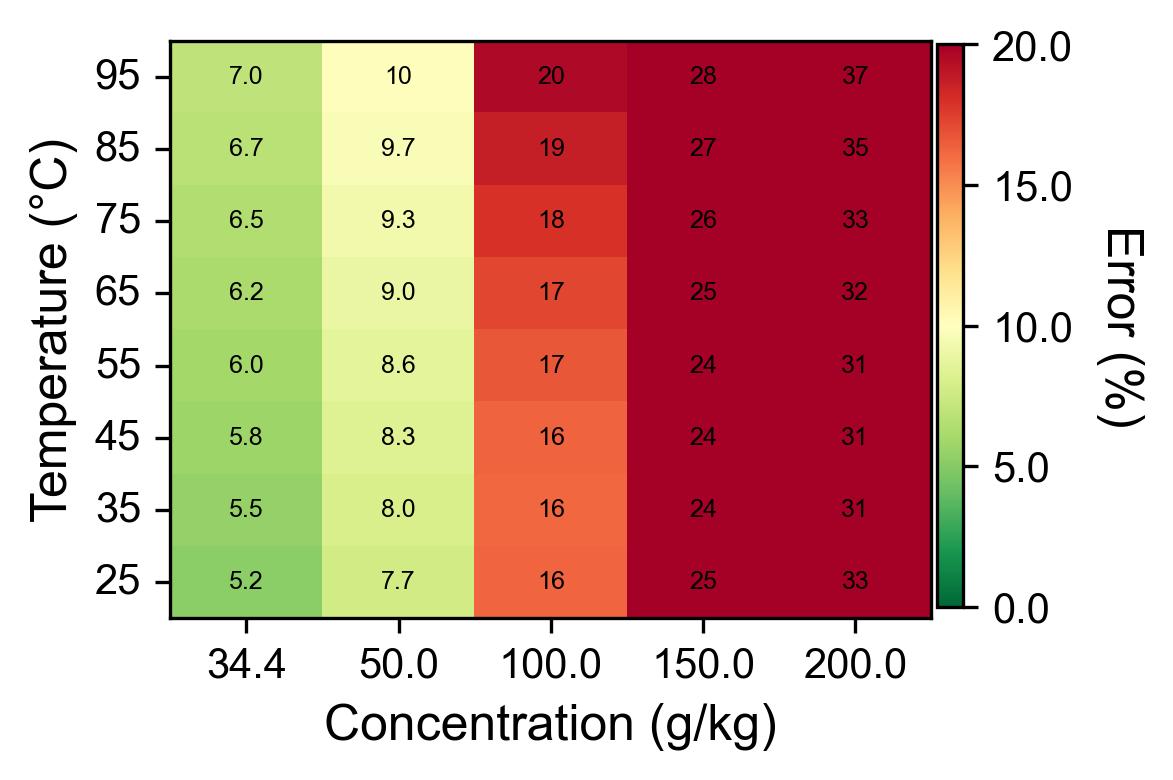 95 7.0 10 20 28 37 20.0
85 6.7 9.7 19 27 35
75 6.5 9.3 18 26 33 15.0
65 6.2 9.0 17 25 32
55 6.0 8.6 17 24 31 10.0
45 5.8 8.3 16 24 31
35 5.5 8.0 16 24 31 5.0
25 5.2 7.7 16 25 33 0.0
34.4 50.0 100.0 150.0 200.0
Concentration (g/kg)
Temperature (°C)
Error (%)